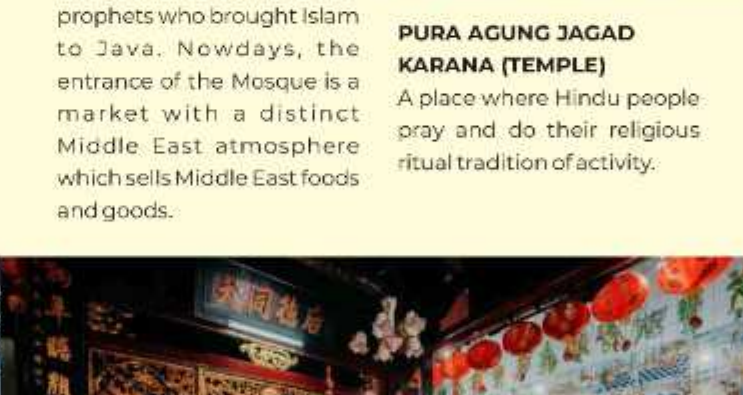 prophets who brought Islam
to Java. Nowdays, the
entrance of the Mosque is a
market with a distinct
Middle East atmosphere
which sells Middle East foods
and goods.
PURA AGUNG JAGAD
KARANA (TEMPLE)
A place where Hindu people
pray and do their religious
ritual tradition of activity.